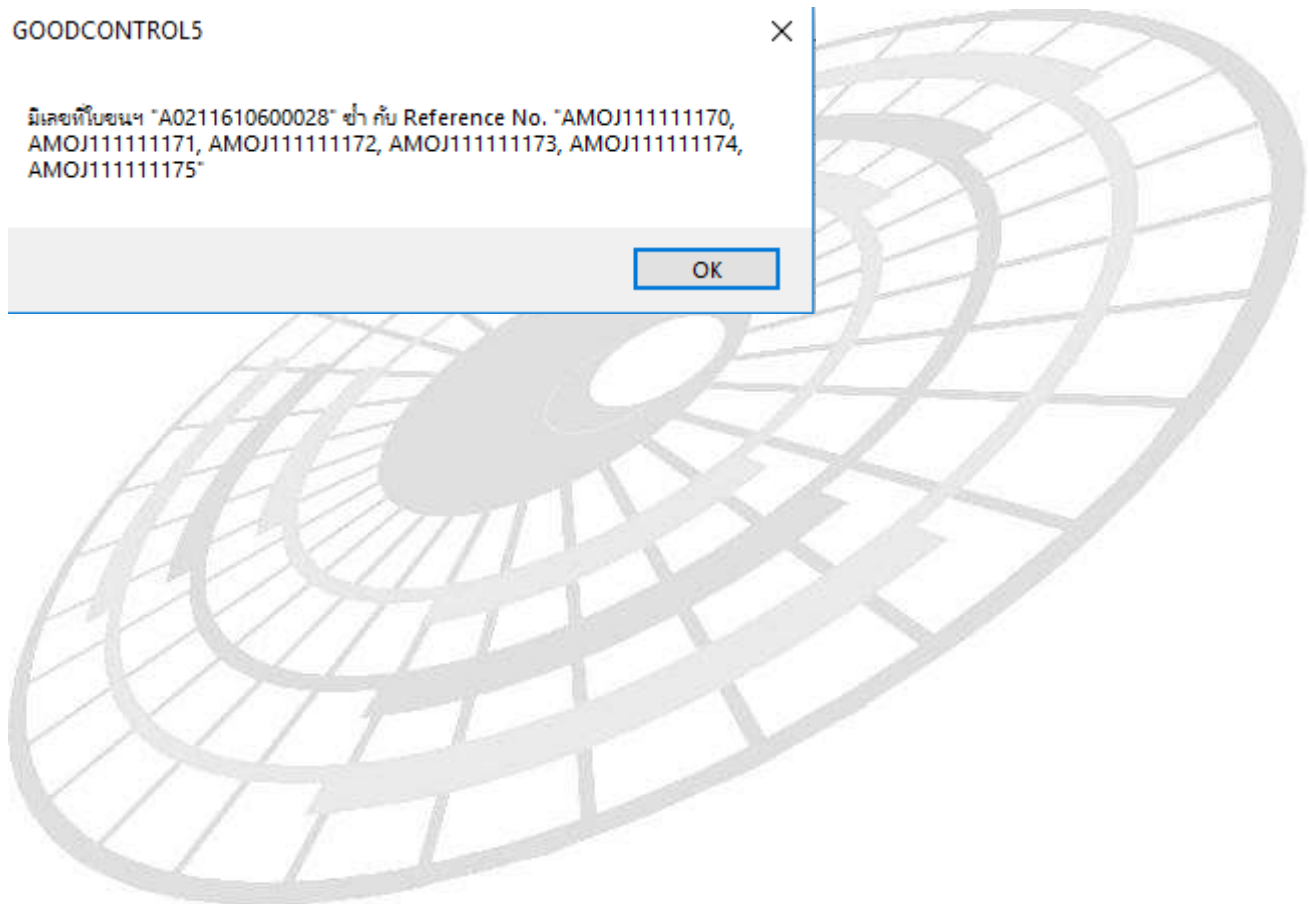 GOODCONTROL5
มีเลขที่ใบขนฯ "A0211610600028" ซ้ำ กับ Reference No. "AMOJ111111170,
AMOJ111111171, AMOJ111111172, AMOJ111111173, AMOJ111111174,
AMOJ111111175"
OK